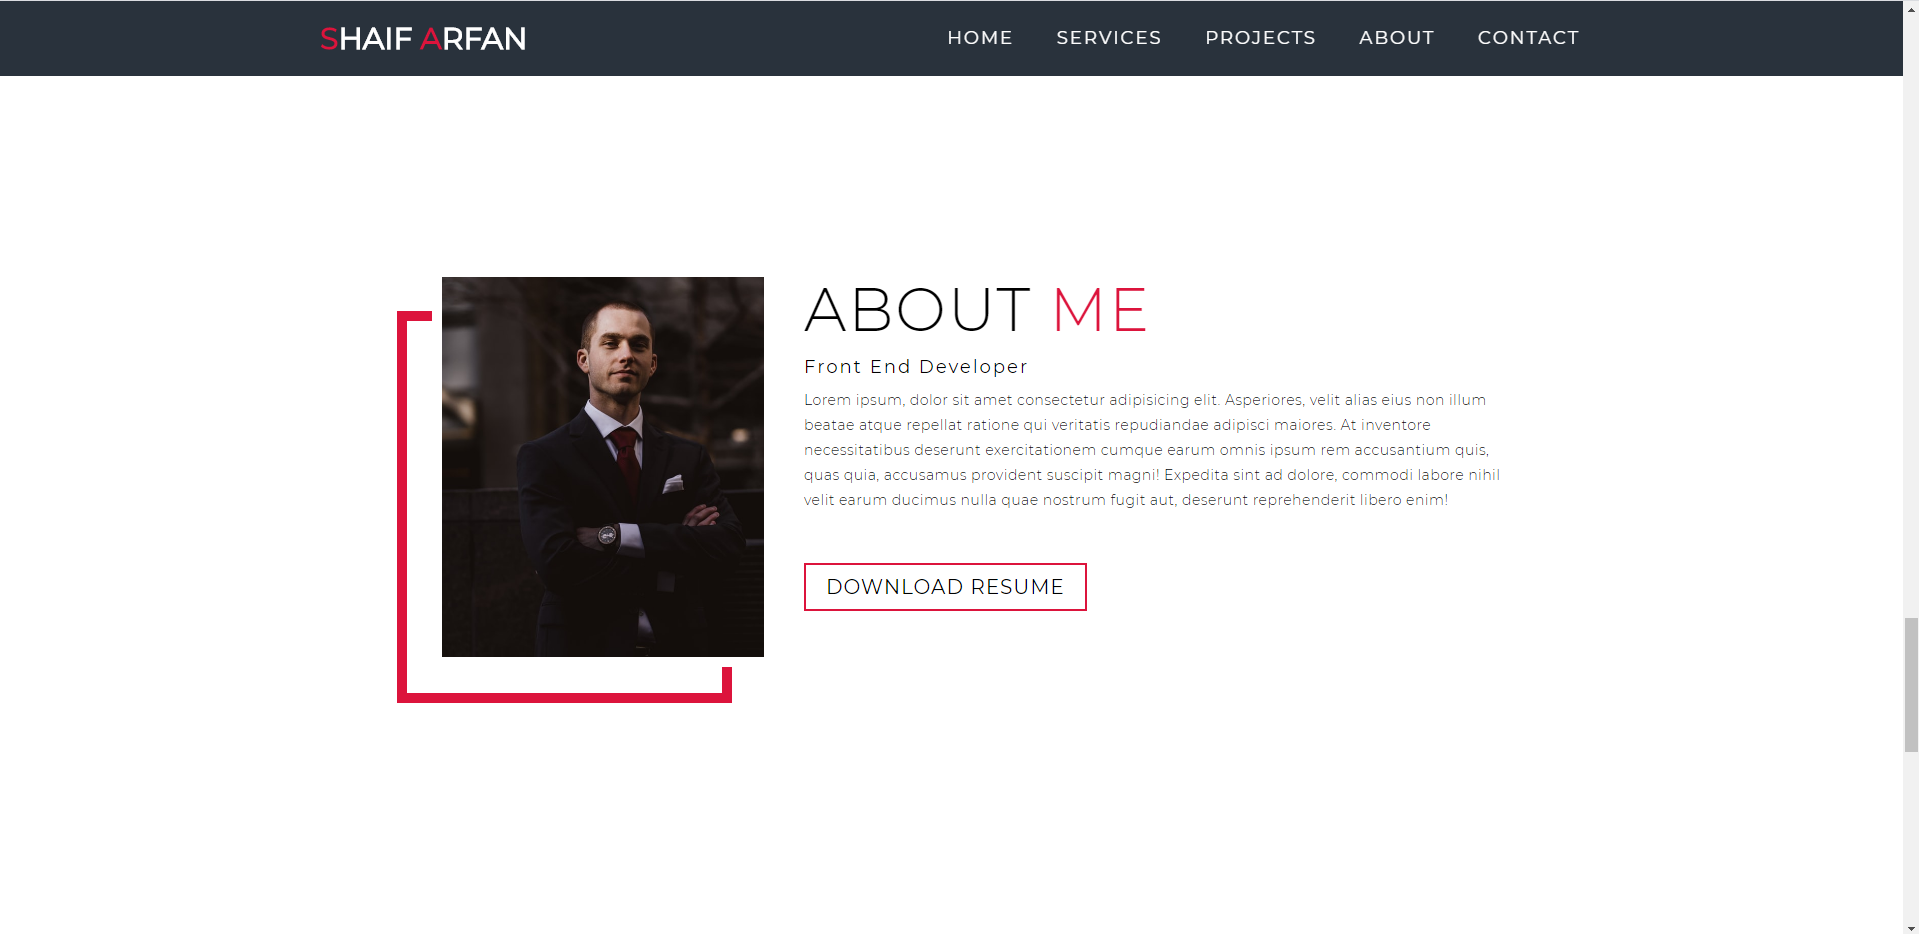 SHAIF ARFAN
HOME SERVICES PROJECTS ABOUT CONTACT
ABOUT ME
Front End Developer
Lorem ipsum, dolor sit amet consectetur adipisicing elit. Asperiores, velit alias eius non illum
beatae atque repellat ratione qui veritatis repudiandae adipisci maiores. At inventore
necessitatibus deserunt exercitationem cumque earum omnis ipsum rem accusantium quis,
quas quia, accusamus provident suscipit magni! Expedita sint ad dolore, commodi labore nihil
velit earum ducimus nulla quae nostrum fugit aut, deserunt reprehenderit libero enim!
DOWNLOAD RESUME